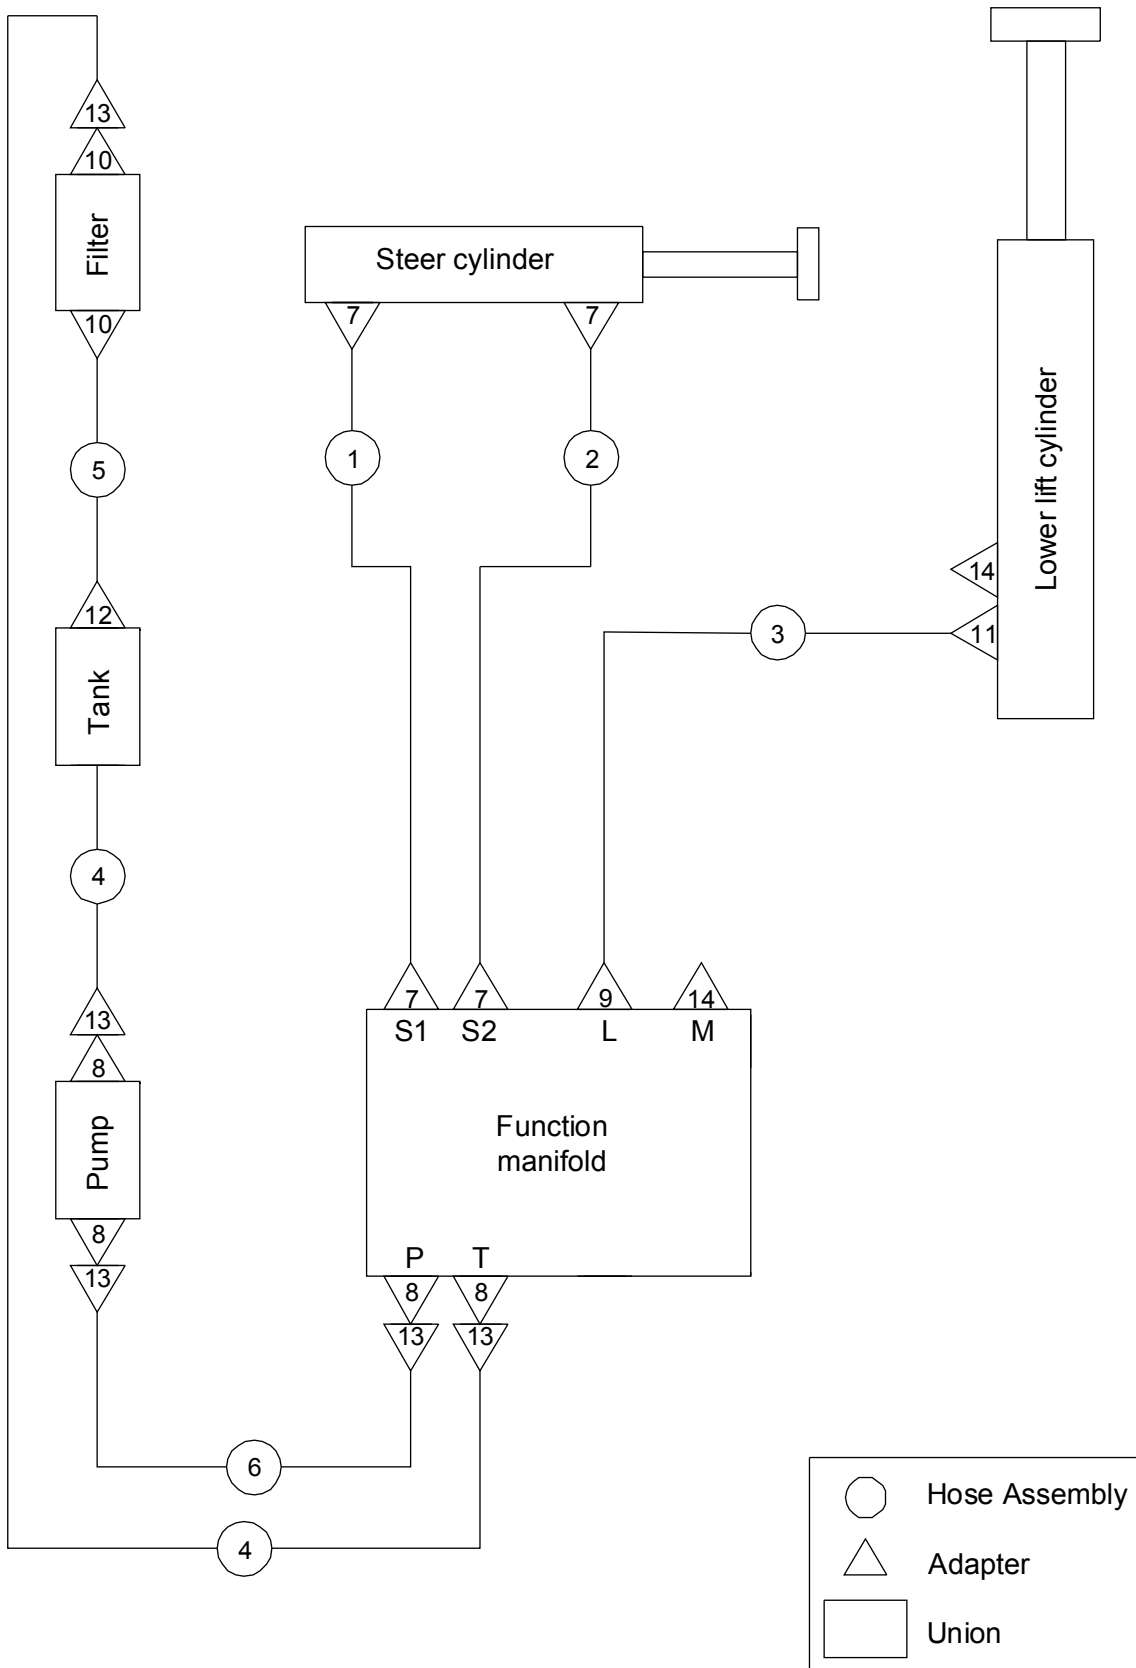 13
10
Filter
10
5
12
Tank
4
13
8
Pump
8
13
Steer cylinder
7
7
1
2
Lower lift cylinder
14
11
3
7
7
9
14
S1
S2
L
M
Function
manifold
P
T
8
8
13
13
6
4
Hose Assembly
Adapter
Union